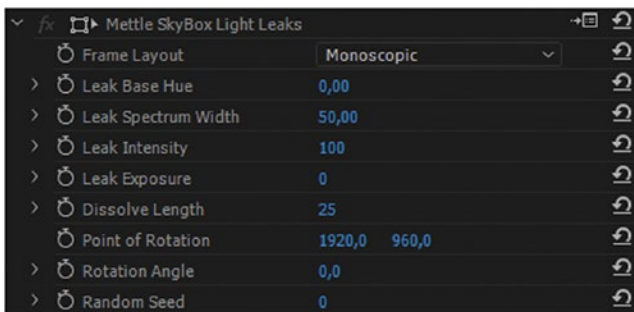 fx Mettle SkyBox Light Leaks
Frame Layout Monoscopic
Leak Base Hue 0,00
Leak Spectrum Width 50,00
Leak Intensity 100
Leak Exposure 0
Dissolve Length 25
Point of Rotation 1920,0 960,0
Rotation Angle 0,0
Random Seed 0